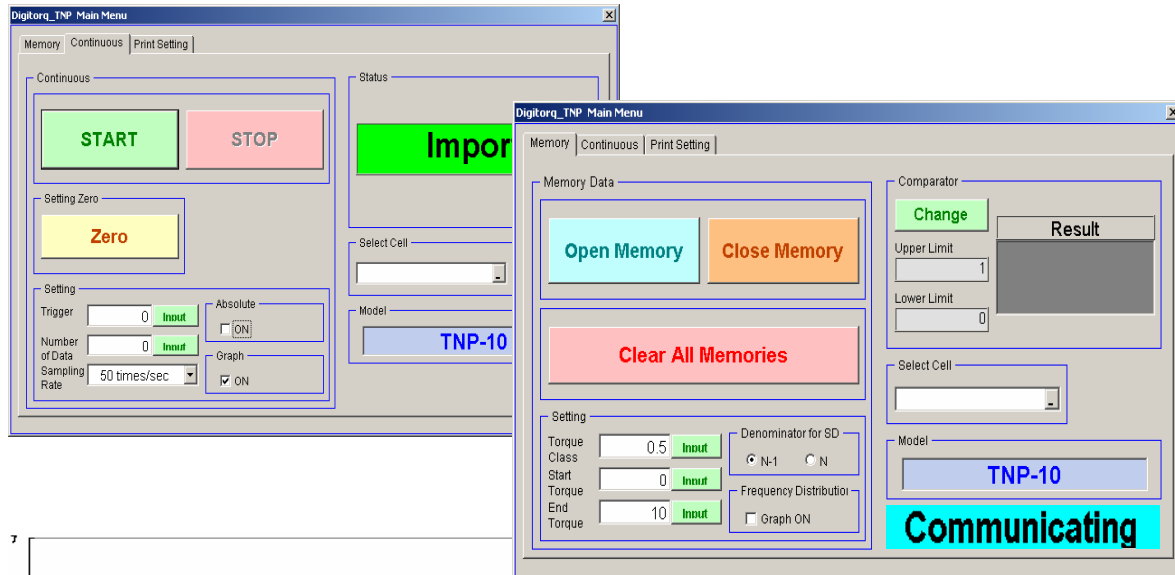 Digitorq_TNP Main Menu
Memory
Continuous
Print Setting
Continuous
START
STOP
Setting Zero
Zero
Setting
Trigger
0
Input
Number
of Data
0
Input
Sampling
Rate
50 times/sec
Absolute
ON
Graph
ON
Status
Impor
Select Cell
Model
TNP-10
Digitorq_TNP Main Menu
Memory
Continuous
Print Setting
Memory Data
Open Memory
Close Memory
Clear All Memories
Setting
Torque
Class
0.5
Input
Start
Torque
0
Input
End
Torque
10
Input
Denominator for SD
N-1
N
Frequency Distribution
Graph ON
Comparator
Change
Upper Limit
1
Lower Limit
0
Result
Select Cell
Model
TNP-10
Communicating